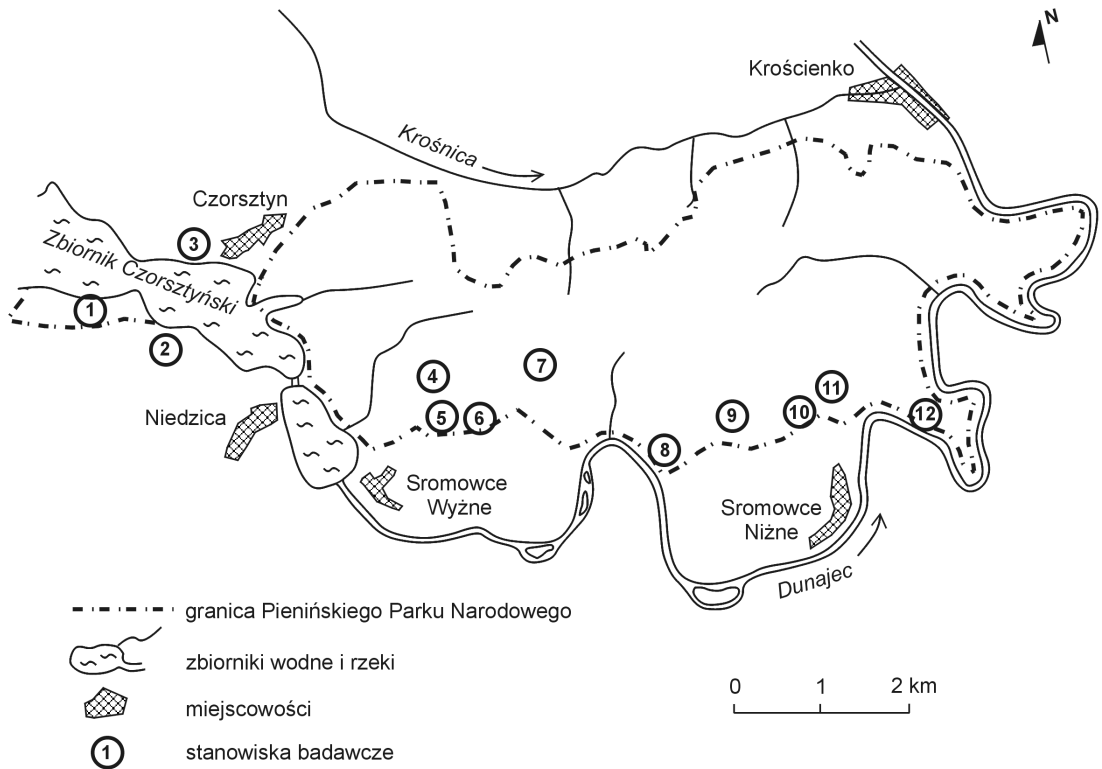 N
Krościenko
Krośnica
Czorsztyn
3
Zbiornik Czorsztyński
1
2
7
4
11
Niedzica
5
6
9
10
12
8
Sromowce
Wyżne
Sromowce
Niżne
Dunajec
granica Pienińskiego Parku Narodowego
zbiorniki wodne i rzeki
miejscowości
1
stanowiska badawcze
0 1 2 km